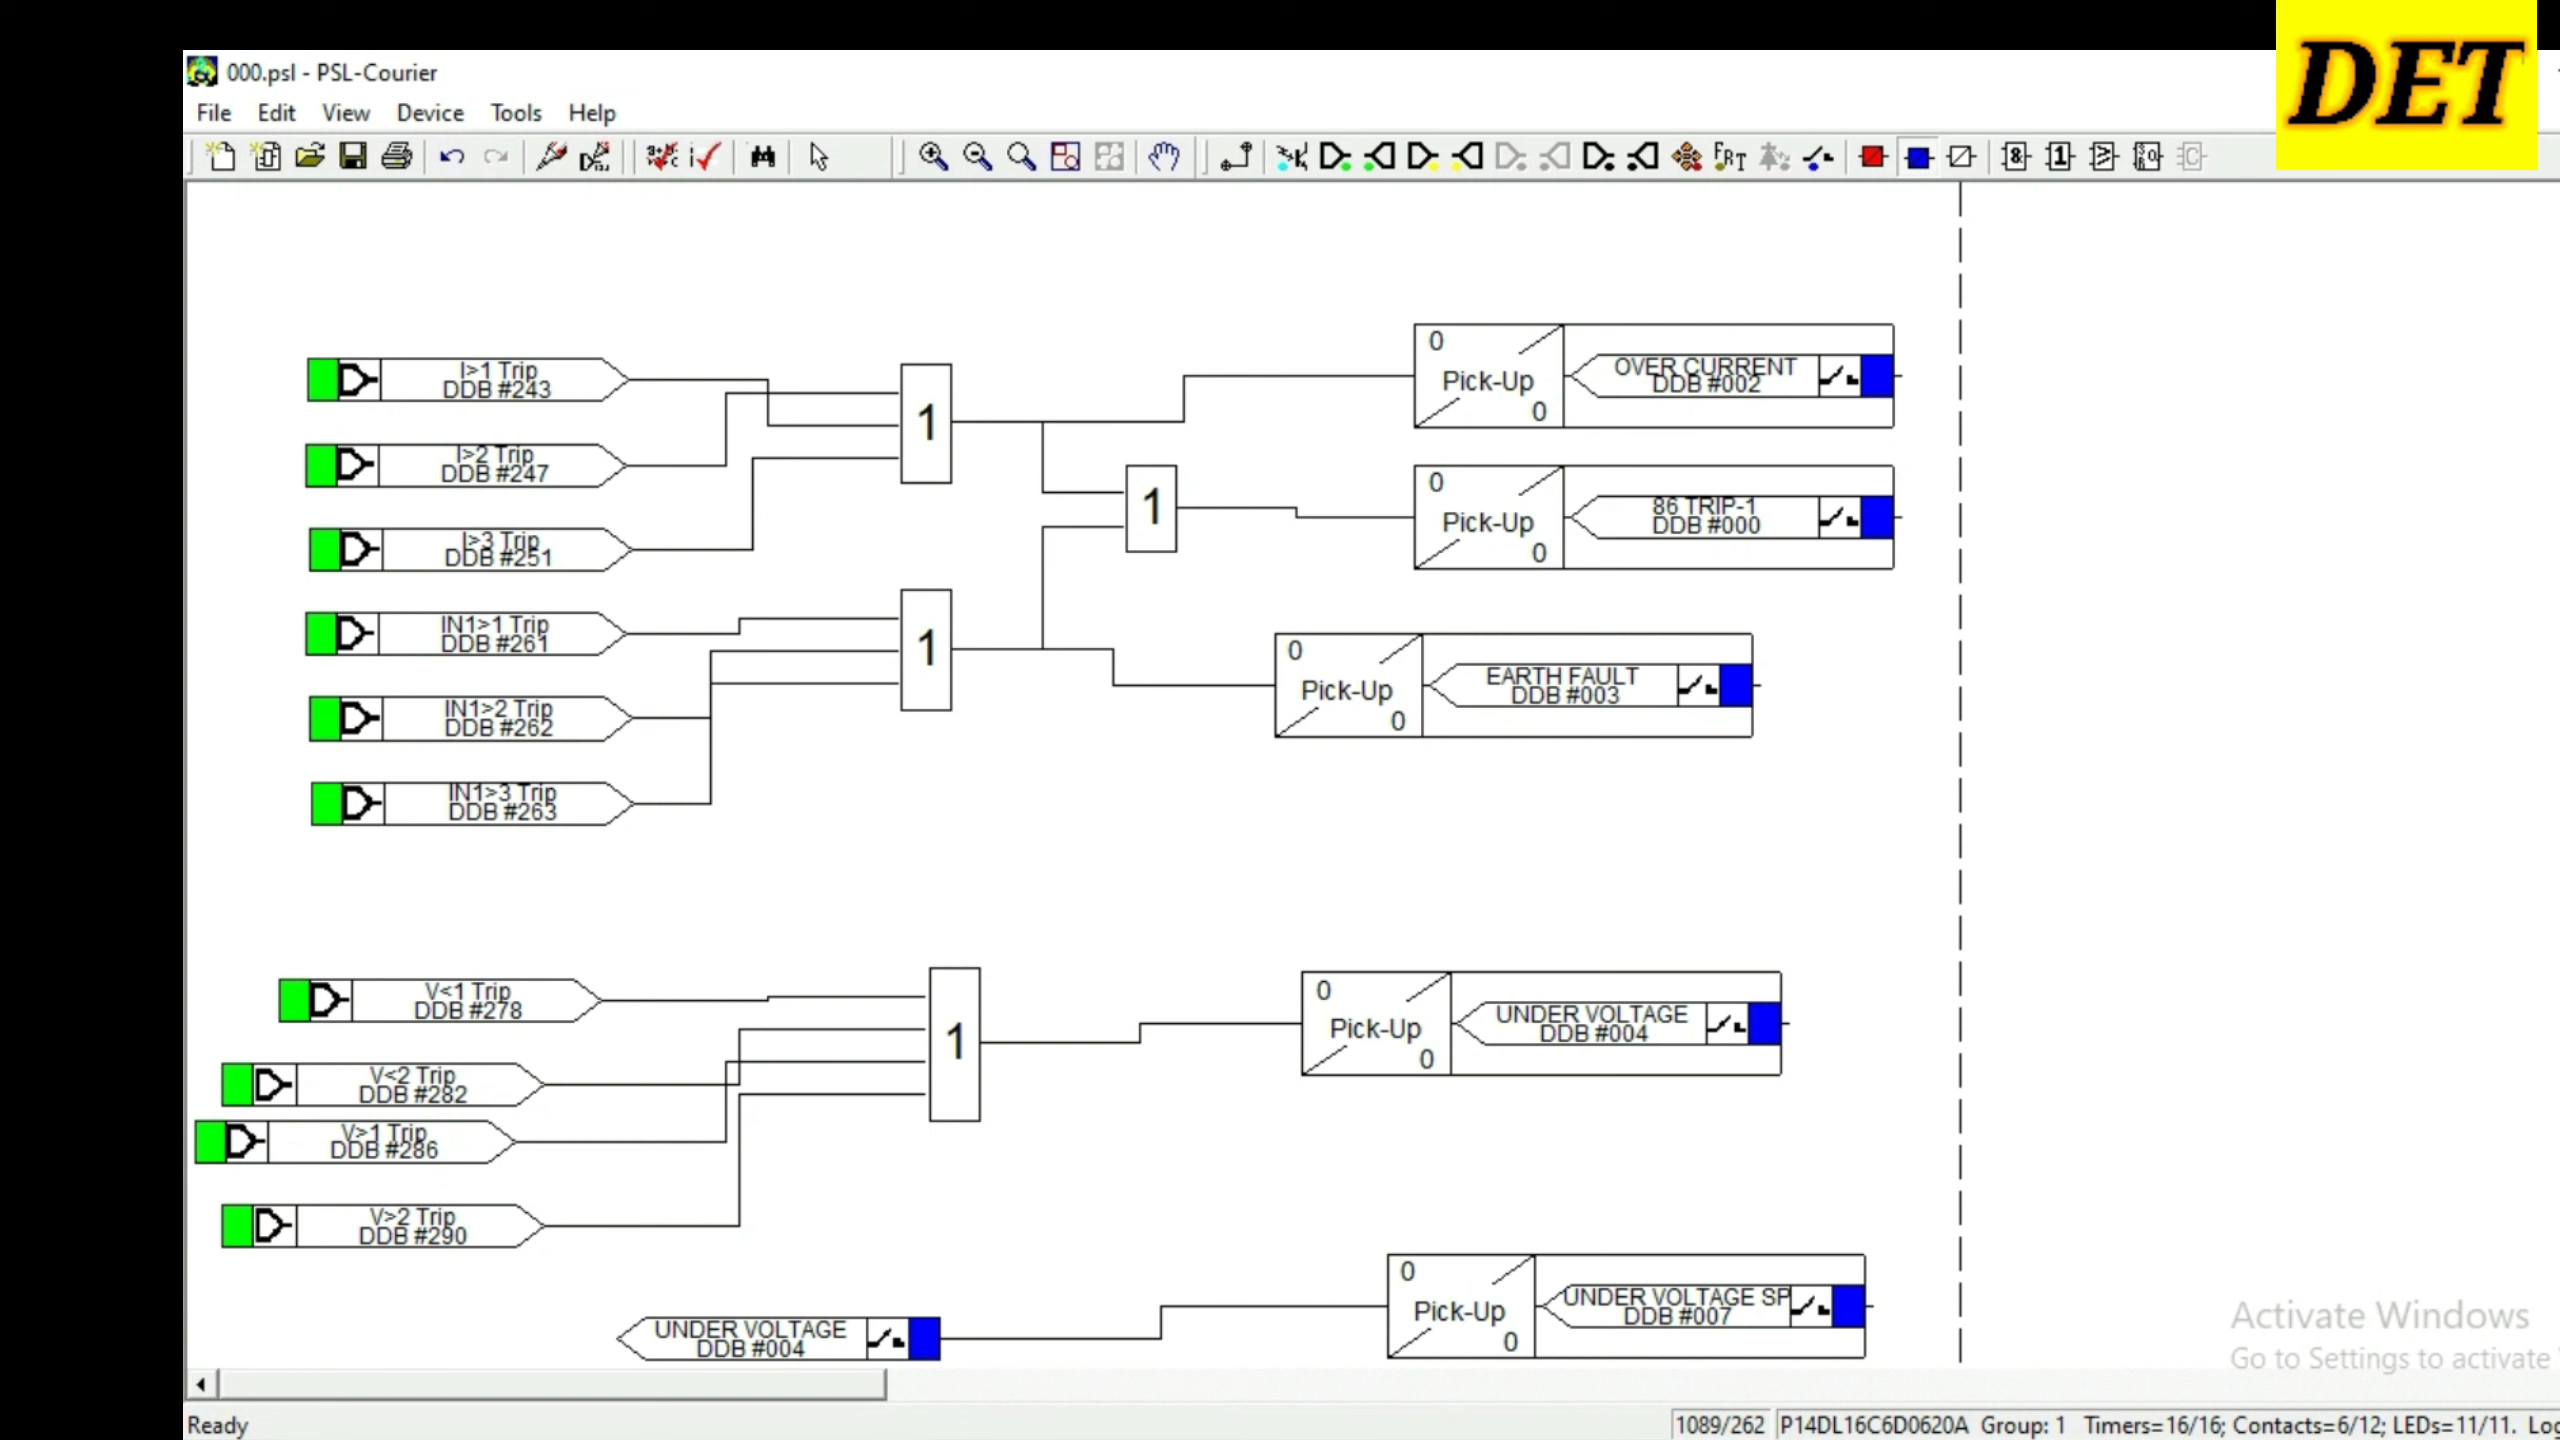 DET
000.psl - PSL-Courier
File Edit View Device Tools Help
I>1 Trip
DDB #243
I>2 Trip
DDB #247
I>3 Trip
DDB #251
IN1>1 Trip
DDB #261
IN1>2 Trip
DDB #262
IN1>3 Trip
DDB #263
1
1
1
0
Pick-Up
0
OVER CURRENT
DDB #002
0
Pick-Up
0
86 TRIP-1
DDB #000
0
Pick-Up
0
EARTH FAULT
DDB #003
V<1 Trip
DDB #278
V<2 Trip
DDB #282
V>1 Trip
DDB #286
V>2 Trip
DDB #290
1
0
Pick-Up
0
UNDER VOLTAGE
DDB #004
UNDER VOLTAGE
DDB #004
0
Pick-Up
0
UNDER VOLTAGE SP
DDB #007
Activate Windows
Go to Settings to activate
Ready
1089/262 P14DL16C6D0620A Group: 1 Timers=16/16; Contacts=6/12; LEDs=11/11.